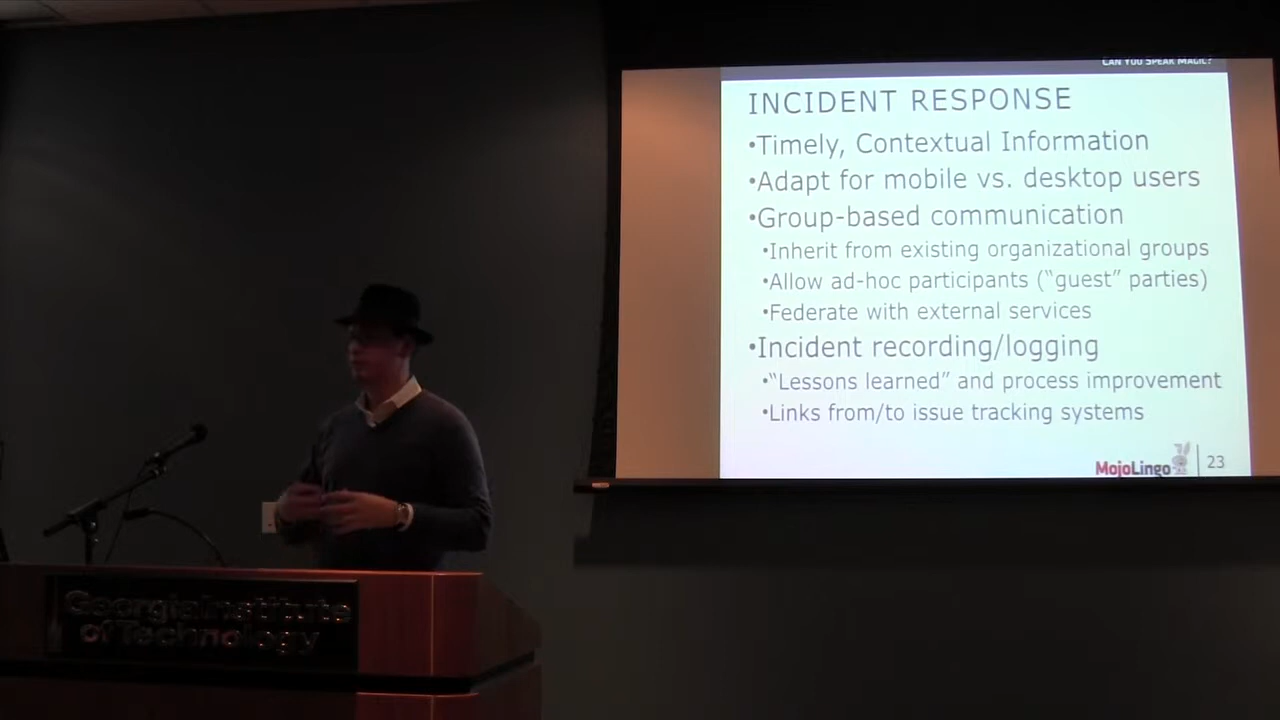 CAN YOU SPEAK MAGIC?
INCIDENT RESPONSE
•Timely, Contextual Information
•Adapt for mobile vs. desktop users
•Group-based communication
•Inherit from existing organizational groups
•Allow ad-hoc participants (“guest” parties)
•Federate with external services
•Incident recording/logging
•“Lessons learned” and process improvement
•Links from/to issue tracking systems
MojoLingo 23
Georgia Institute
of Technology